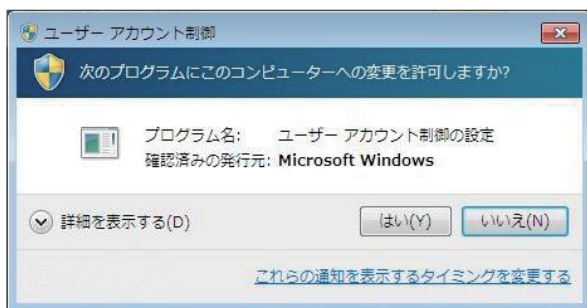 ユーザー アカウント制御
次のプログラムにこのコンピューターへの変更を許可しますか?
プログラム名: ユーザー アカウント制御の設定
確認済みの発行元: Microsoft Windows
詳細を表示する(D)
はい(Y)
いいえ(N)
これらの通知を表示するタイミングを変更する